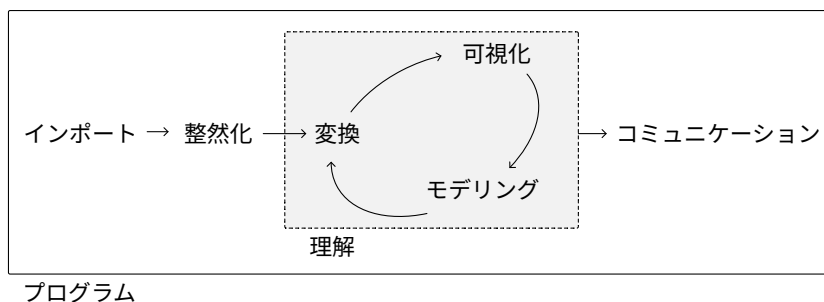 可視化
インポート
整然化
変換
コミュニケーション
モデリング
理解
プログラム